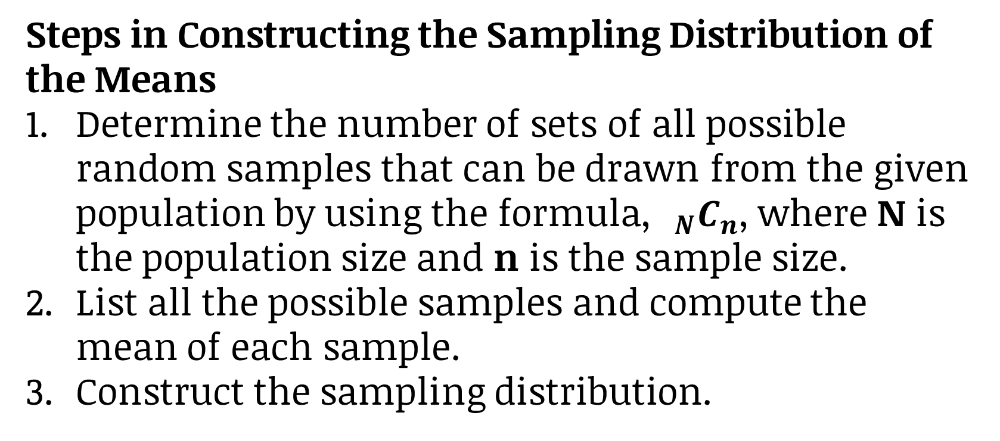 Steps in Constructing the Sampling Distribution of
the Means
1. Determine the number of sets of all possible
random samples that can be drawn from the given
population by using the formula, NCn, where N is
the population size and n is the sample size.
2. List all the possible samples and compute the
mean of each sample.
3. Construct the sampling distribution.